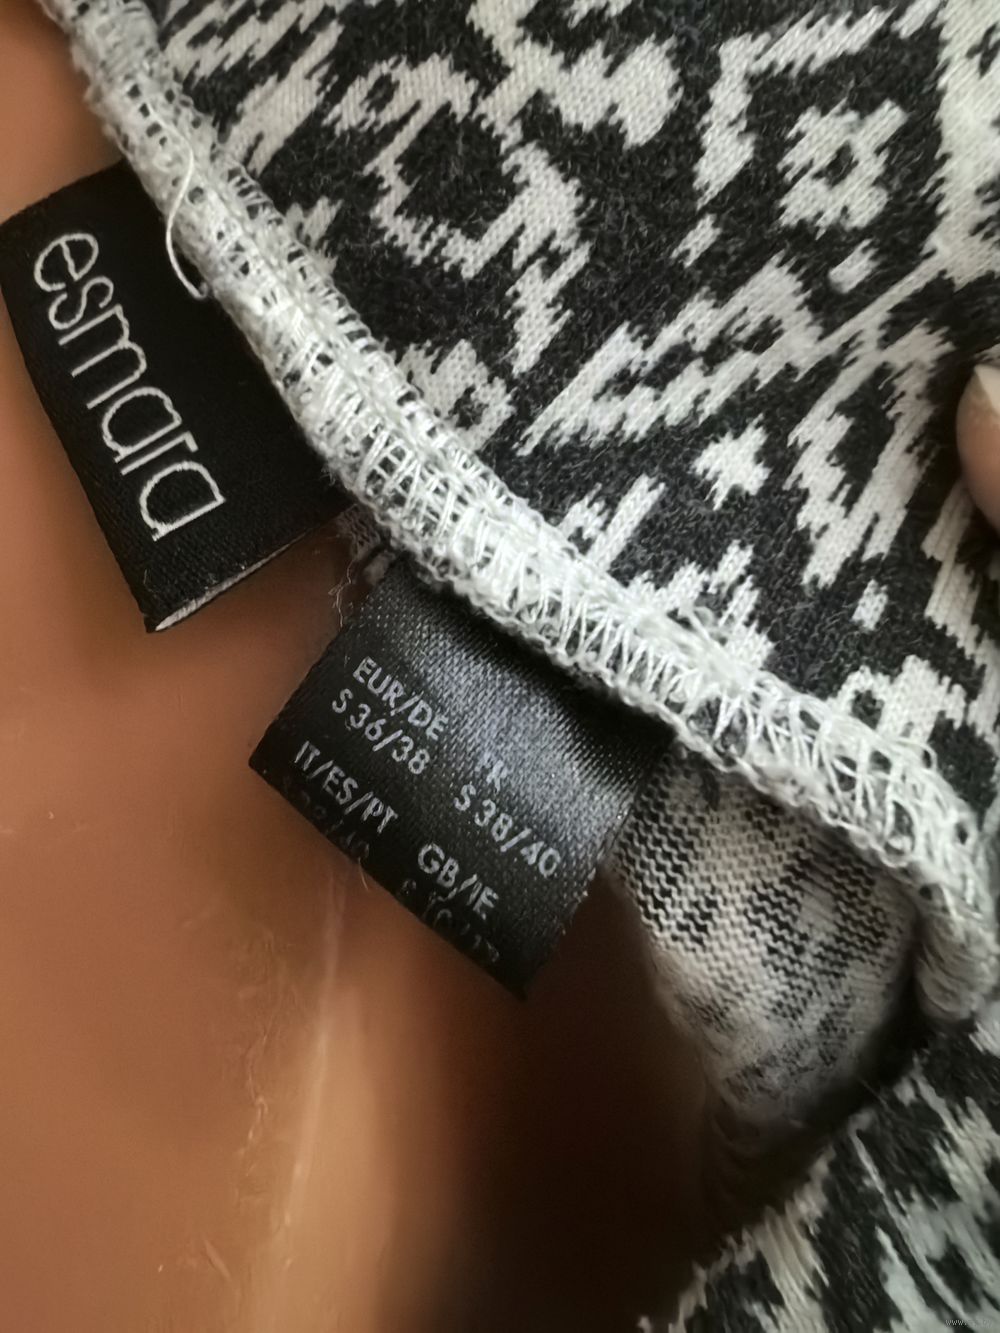 esmara
EUR/DE
S 36/38
FR
S 38/40
IT/ES/PT
GB/IE